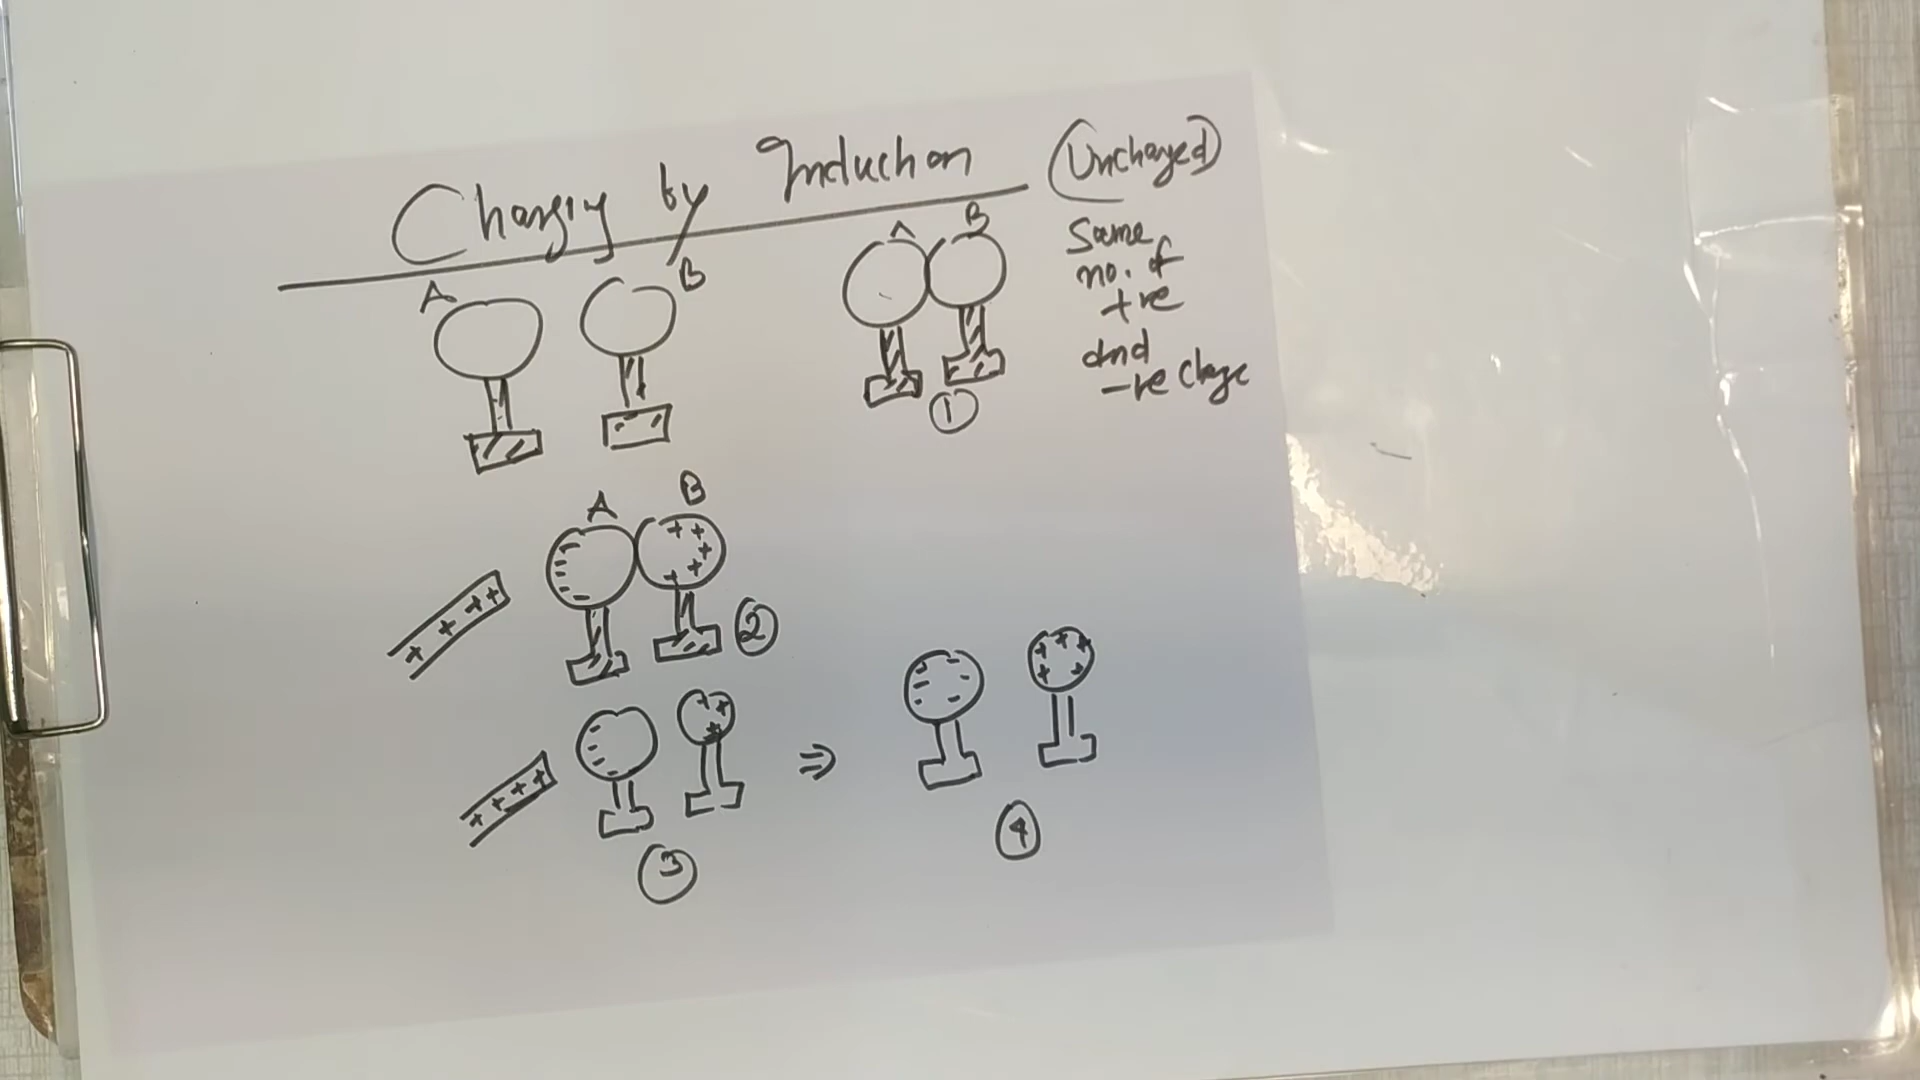 Charging by Induction
(Uncharged)
A B
A B
Same
no. of
+ve
and
-ve charge
①
A B
- - - - -
+ + + + + +
+ + + +
②
- - - -
+ + +
+ + + +
⇒
- - - - - -
+ + + + +
③
④